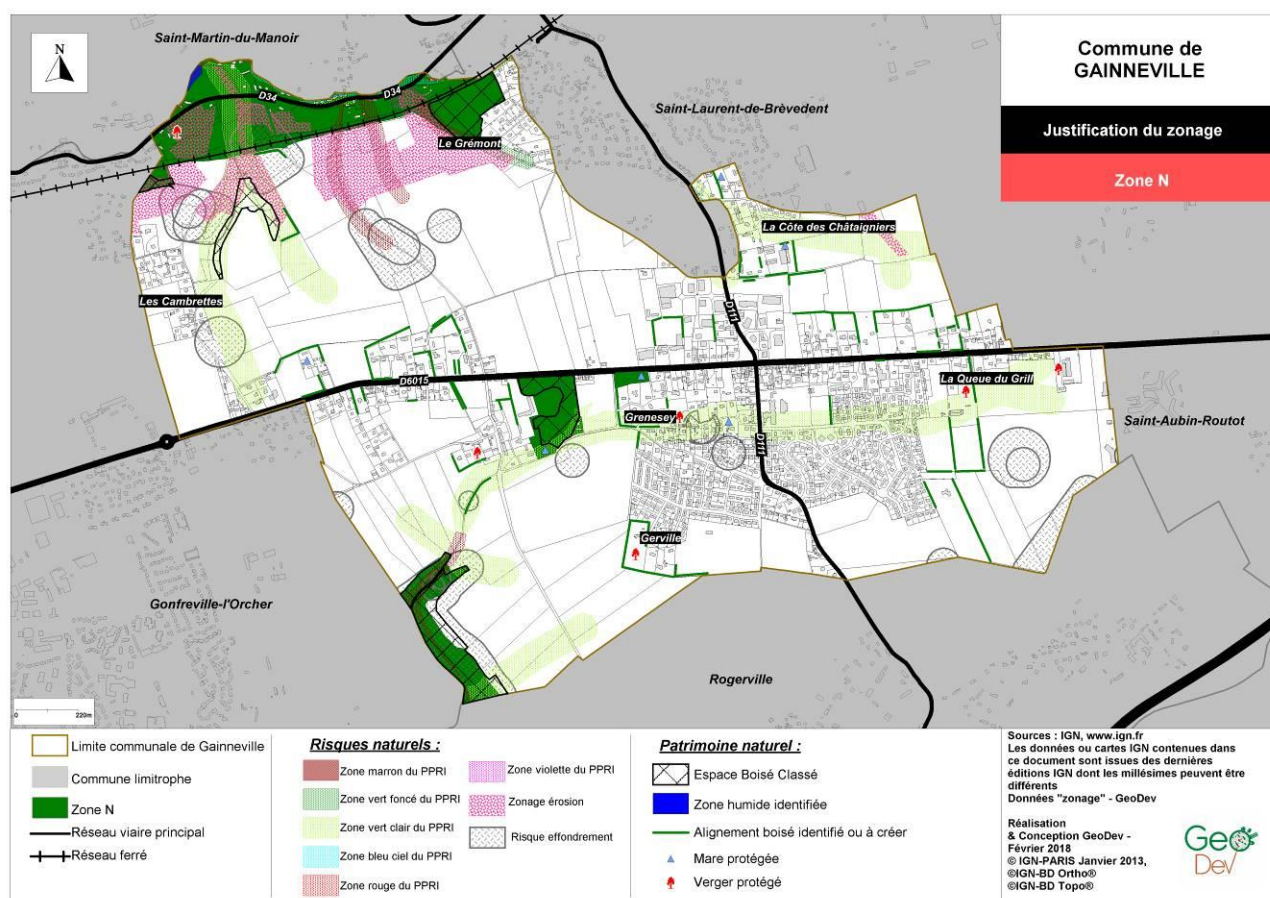 Saint-Martin-du-Manoir
N
D34
D34
Saint-Laurent-de-Brèvedent
Le Grémont
La Côte des Châtaigniers
Les Cambrettes
D111
D6015
La Queue du Grill
Grenesey
Saint-Aubin-Routot
D111
Gerville
Gonfreville-l'Orcher
Rogerville
0 220m
Commune de
GAINNEVILLE
Justification du zonage
Zone N
Limite communale de Gainneville
Commune limitrophe
Zone N
Réseau viaire principal
Réseau ferré
Risques naturels :
Zone marron du PPRI
Zone vert foncé du PPRI
Zone vert clair du PPRI
Zone bleu ciel du PPRI
Zone rouge du PPRI
Zone violette du PPRI
Zonage érosion
Risque effondrement
Patrimoine naturel :
Espace Boisé Classé
Zone humide identifiée
Alignement boisé identifié ou à créer
Mare protégée
Verger protégé
Sources : IGN, www.ign.fr
Les données ou cartes IGN contenues dans
ce document sont issues des dernières
éditions IGN dont les millésimes peuvent être
différents
Données "zonage" - GeoDev
Réalisation
& Conception GeoDev -
Février 2018
© IGN-PARIS Janvier 2013,
©IGN-BD Ortho®
©IGN-BD Topo®
Geo
Dev